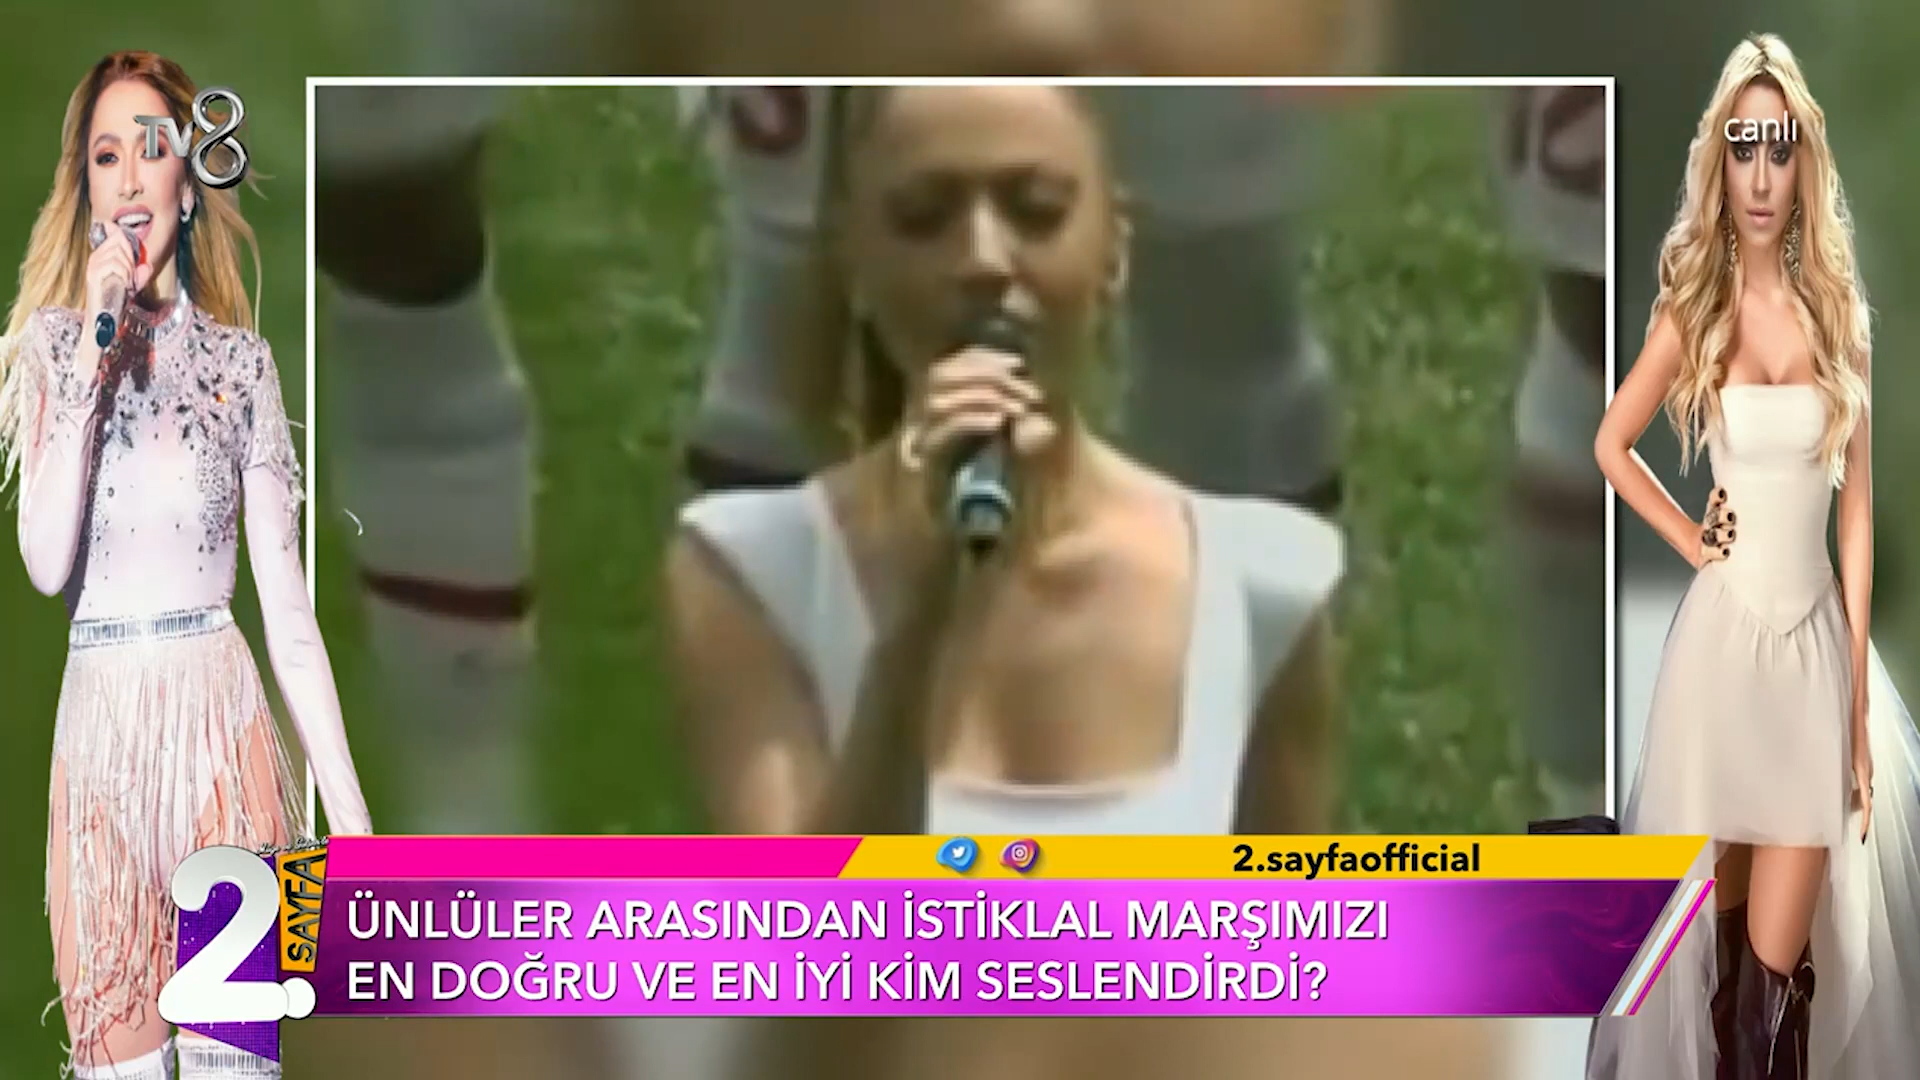 TV8
canlı
2.sayfaofficial
2. SAYFA
ÜNLÜLER ARASINDAN İSTİKLAL MARŞIMIZI
EN DOĞRU VE EN İYİ KİM SESLENDİRDİ?